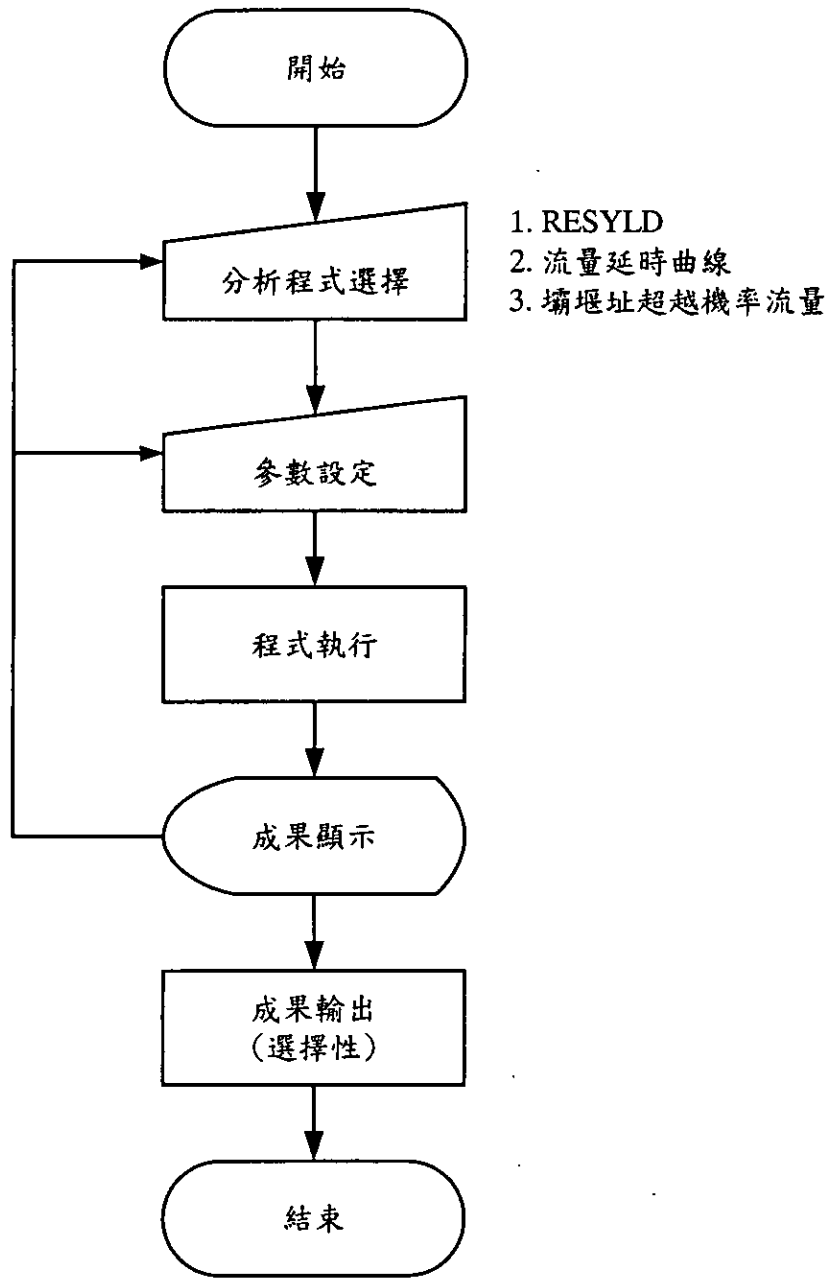 開始
分析程式選擇
1. RESYLD
2. 流量延時曲線
3. 壩堰址超越機率流量
參數設定
程式執行
成果顯示
成果輸出
(選擇性)
結束